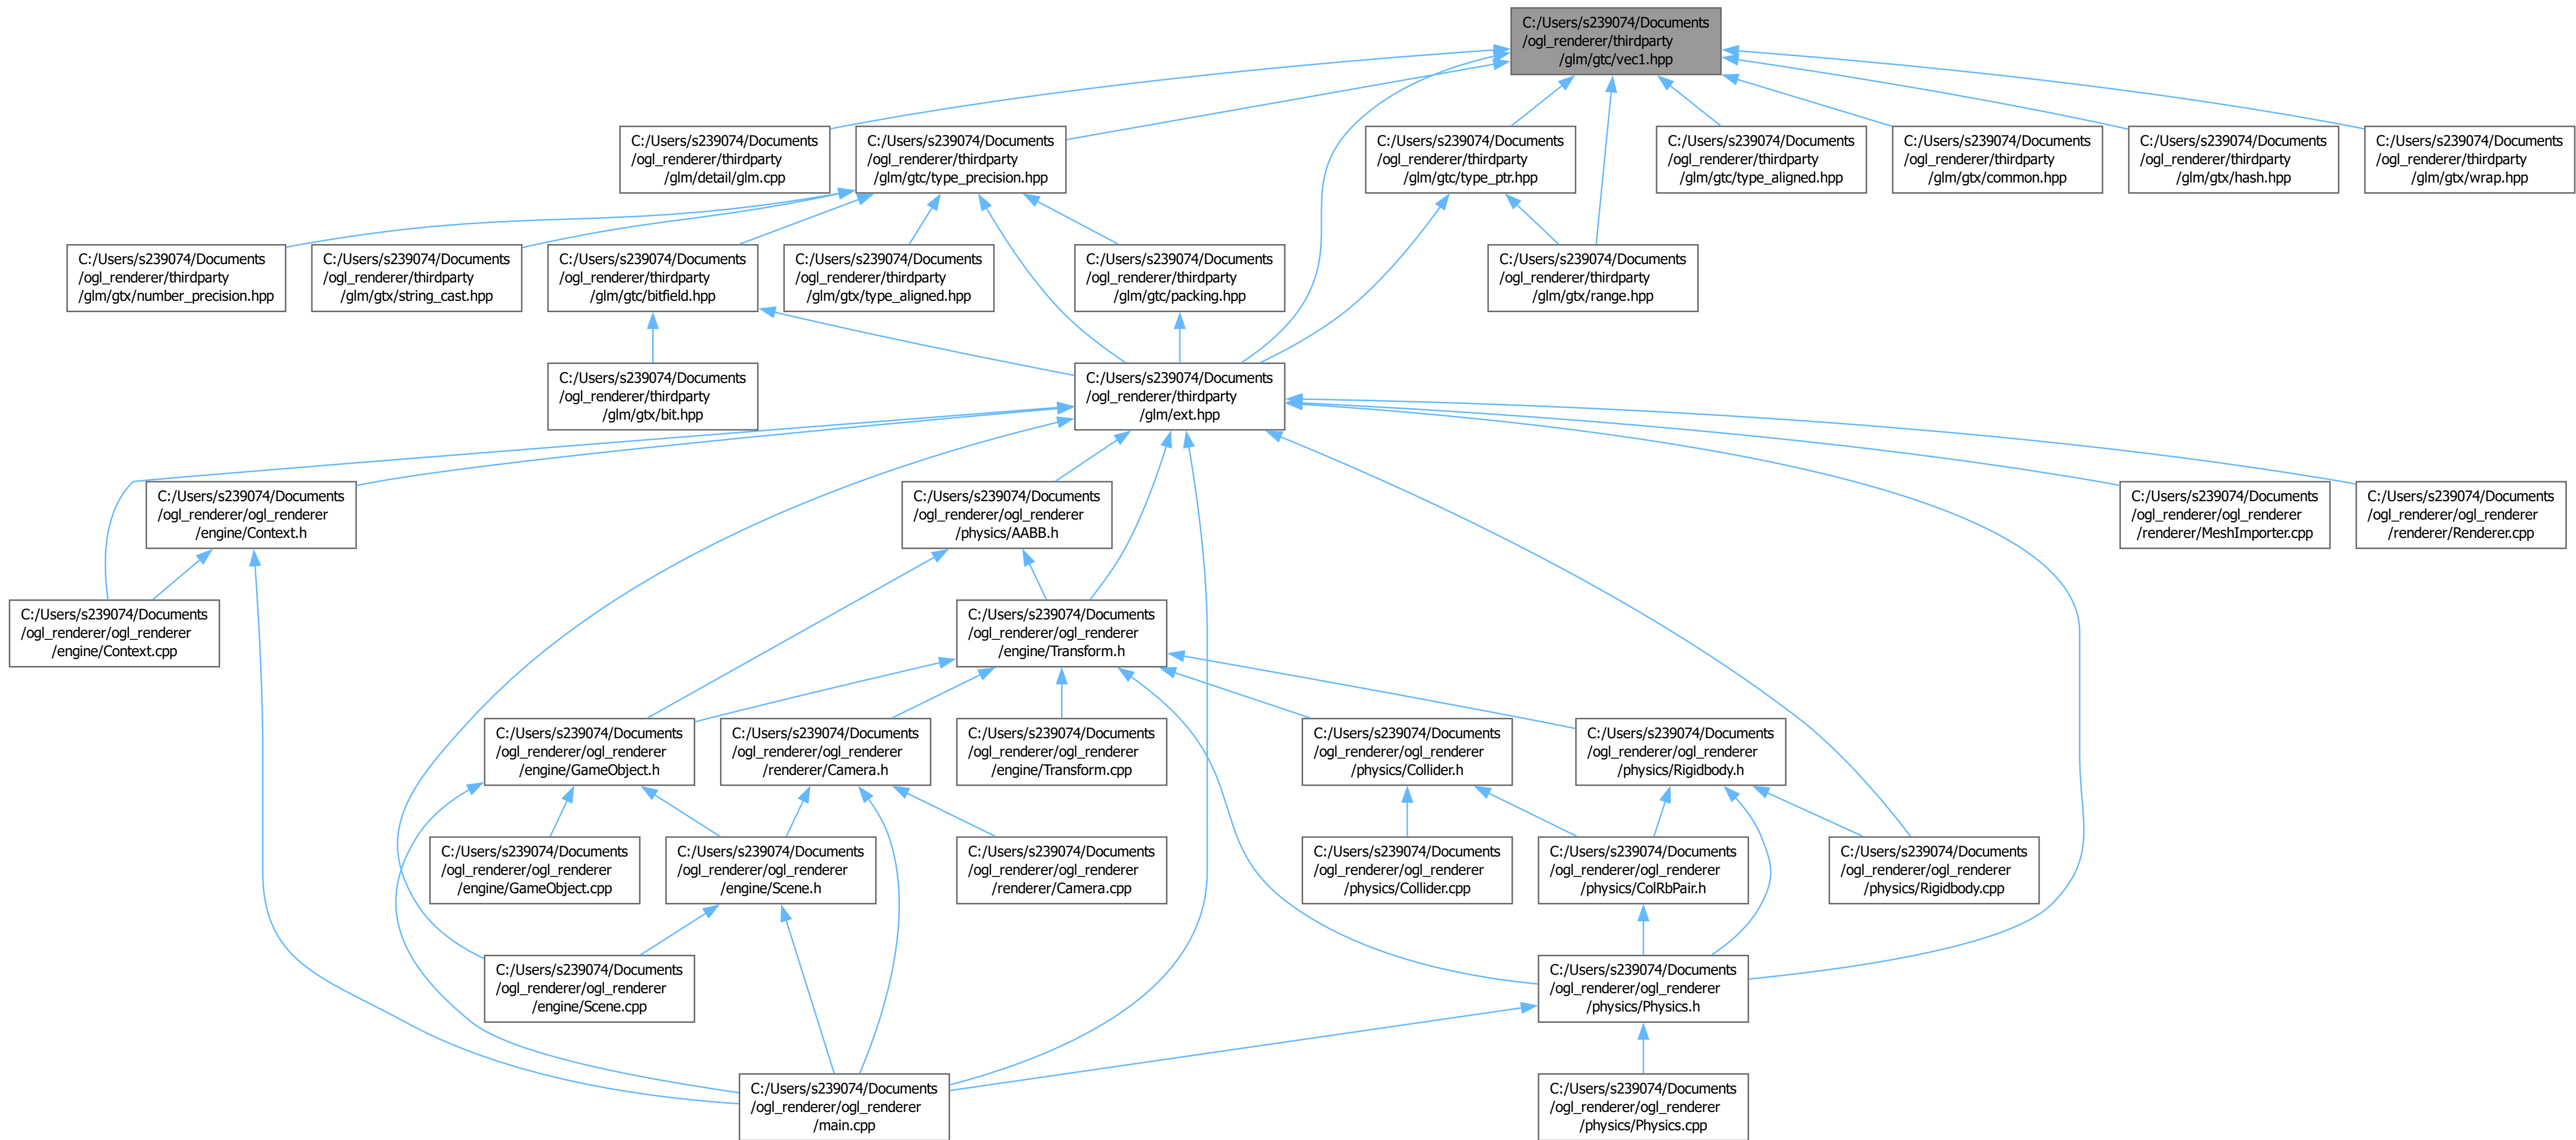 C:/Users/s239074/Documents
/ogl_renderer/thirdparty
/glm/gtc/vec1.hpp
C:/Users/s239074/Documents
/ogl_renderer/thirdparty
/glm/detail/glm.cpp
C:/Users/s239074/Documents
/ogl_renderer/thirdparty
/glm/gtc/type_precision.hpp
C:/Users/s239074/Documents
/ogl_renderer/thirdparty
/glm/gtc/type_ptr.hpp
C:/Users/s239074/Documents
/ogl_renderer/thirdparty
/glm/gtc/type_aligned.hpp
C:/Users/s239074/Documents
/ogl_renderer/thirdparty
/glm/gtx/common.hpp
C:/Users/s239074/Documents
/ogl_renderer/thirdparty
/glm/gtx/hash.hpp
C:/Users/s239074/Documents
/ogl_renderer/thirdparty
/glm/gtx/wrap.hpp
C:/Users/s239074/Documents
/ogl_renderer/thirdparty
/glm/gtx/number_precision.hpp
C:/Users/s239074/Documents
/ogl_renderer/thirdparty
/glm/gtx/string_cast.hpp
C:/Users/s239074/Documents
/ogl_renderer/thirdparty
/glm/gtc/bitfield.hpp
C:/Users/s239074/Documents
/ogl_renderer/thirdparty
/glm/gtx/type_aligned.hpp
C:/Users/s239074/Documents
/ogl_renderer/thirdparty
/glm/gtc/packing.hpp
C:/Users/s239074/Documents
/ogl_renderer/thirdparty
/glm/gtx/range.hpp
C:/Users/s239074/Documents
/ogl_renderer/thirdparty
/glm/gtx/bit.hpp
C:/Users/s239074/Documents
/ogl_renderer/thirdparty
/glm/ext.hpp
C:/Users/s239074/Documents
/ogl_renderer/ogl_renderer
/engine/Context.h
C:/Users/s239074/Documents
/ogl_renderer/ogl_renderer
/physics/AABB.h
C:/Users/s239074/Documents
/ogl_renderer/ogl_renderer
/renderer/MeshImporter.cpp
C:/Users/s239074/Documents
/ogl_renderer/ogl_renderer
/renderer/Renderer.cpp
C:/Users/s239074/Documents
/ogl_renderer/ogl_renderer
/engine/Context.cpp
C:/Users/s239074/Documents
/ogl_renderer/ogl_renderer
/engine/Transform.h
C:/Users/s239074/Documents
/ogl_renderer/ogl_renderer
/engine/GameObject.h
C:/Users/s239074/Documents
/ogl_renderer/ogl_renderer
/renderer/Camera.h
C:/Users/s239074/Documents
/ogl_renderer/ogl_renderer
/engine/Transform.cpp
C:/Users/s239074/Documents
/ogl_renderer/ogl_renderer
/physics/Collider.h
C:/Users/s239074/Documents
/ogl_renderer/ogl_renderer
/physics/Rigidbody.h
C:/Users/s239074/Documents
/ogl_renderer/ogl_renderer
/engine/GameObject.cpp
C:/Users/s239074/Documents
/ogl_renderer/ogl_renderer
/engine/Scene.h
C:/Users/s239074/Documents
/ogl_renderer/ogl_renderer
/renderer/Camera.cpp
C:/Users/s239074/Documents
/ogl_renderer/ogl_renderer
/physics/Collider.cpp
C:/Users/s239074/Documents
/ogl_renderer/ogl_renderer
/physics/ColRbPair.h
C:/Users/s239074/Documents
/ogl_renderer/ogl_renderer
/physics/Rigidbody.cpp
C:/Users/s239074/Documents
/ogl_renderer/ogl_renderer
/engine/Scene.cpp
C:/Users/s239074/Documents
/ogl_renderer/ogl_renderer
/physics/Physics.h
C:/Users/s239074/Documents
/ogl_renderer/ogl_renderer
/main.cpp
C:/Users/s239074/Documents
/ogl_renderer/ogl_renderer
/physics/Physics.cpp